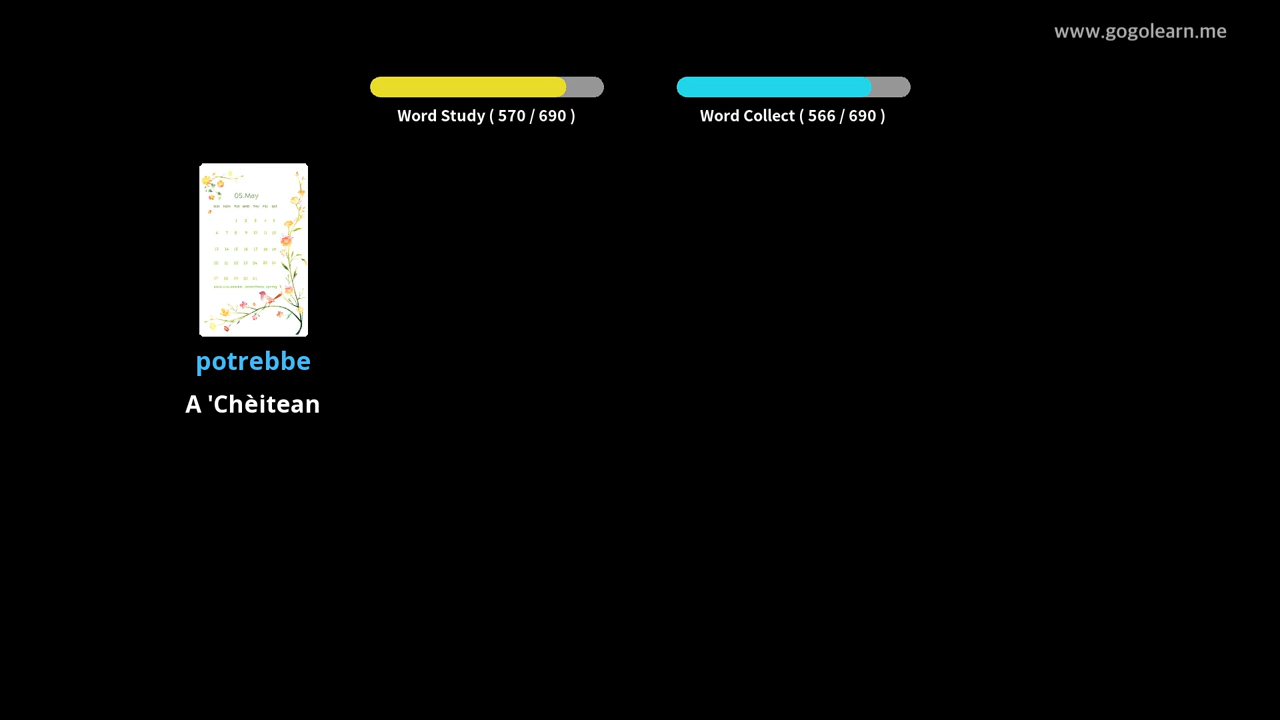 www.gogolearn.me
Word Study ( 570 / 690 )
Word Collect ( 566 / 690 )
05.May
potrebbe
A 'Chèitean